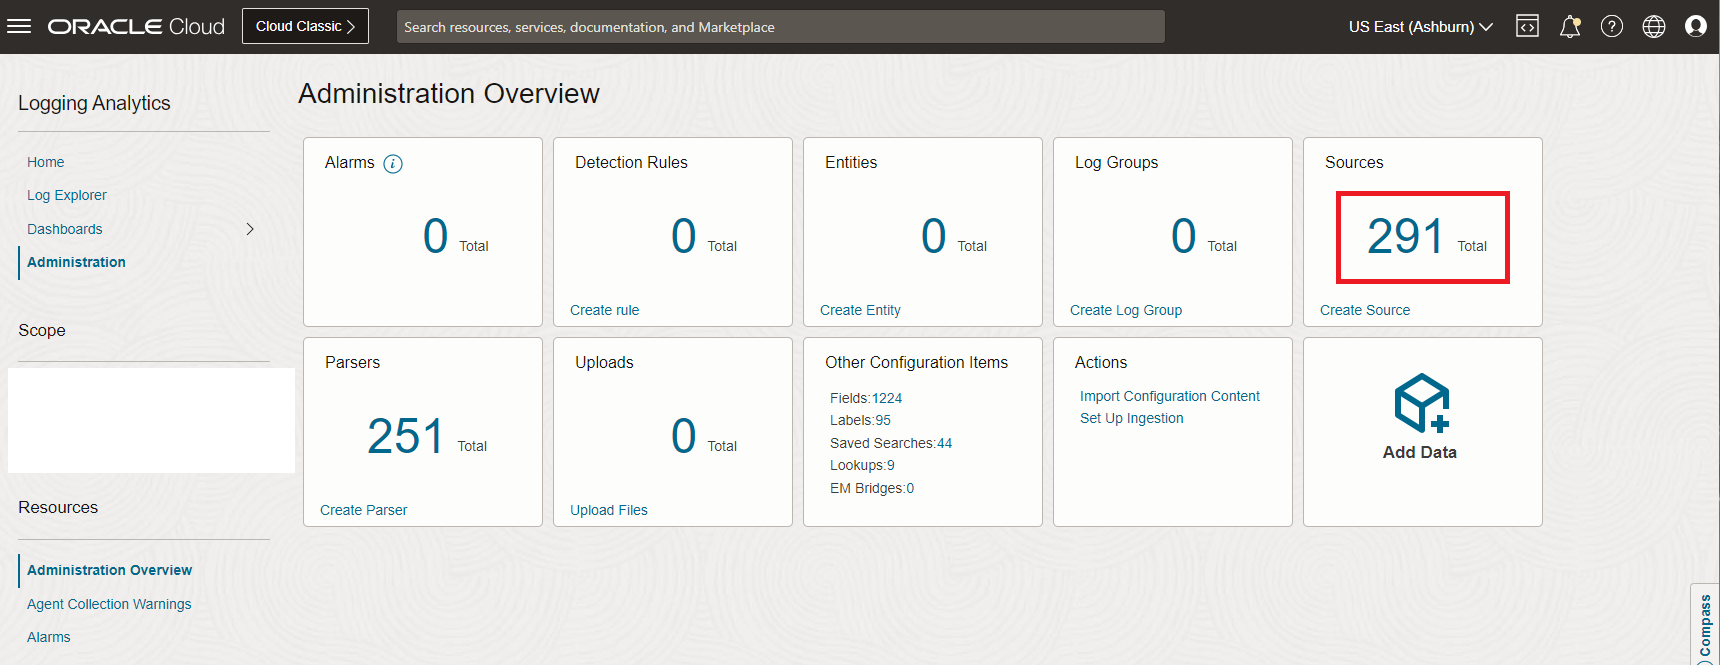 ORACLE Cloud
Cloud Classic
Search resources, services, documentation, and Marketplace
US East (Ashburn)
Logging Analytics
Home
Log Explorer
Dashboards
Administration
Scope
Resources
Administration Overview
Agent Collection Warnings
Alarms
Administration Overview
Alarms
0 Total
Detection Rules
0 Total
Create rule
Entities
0 Total
Create Entity
Log Groups
0 Total
Create Log Group
Sources
291 Total
Create Source
Parsers
251 Total
Create Parser
Uploads
0 Total
Upload Files
Other Configuration Items
Fields:1224
Labels:95
Saved Searches:44
Lookups:9
EM Bridges:0
Actions
Import Configuration Content
Set Up Ingestion
Add Data
Compass